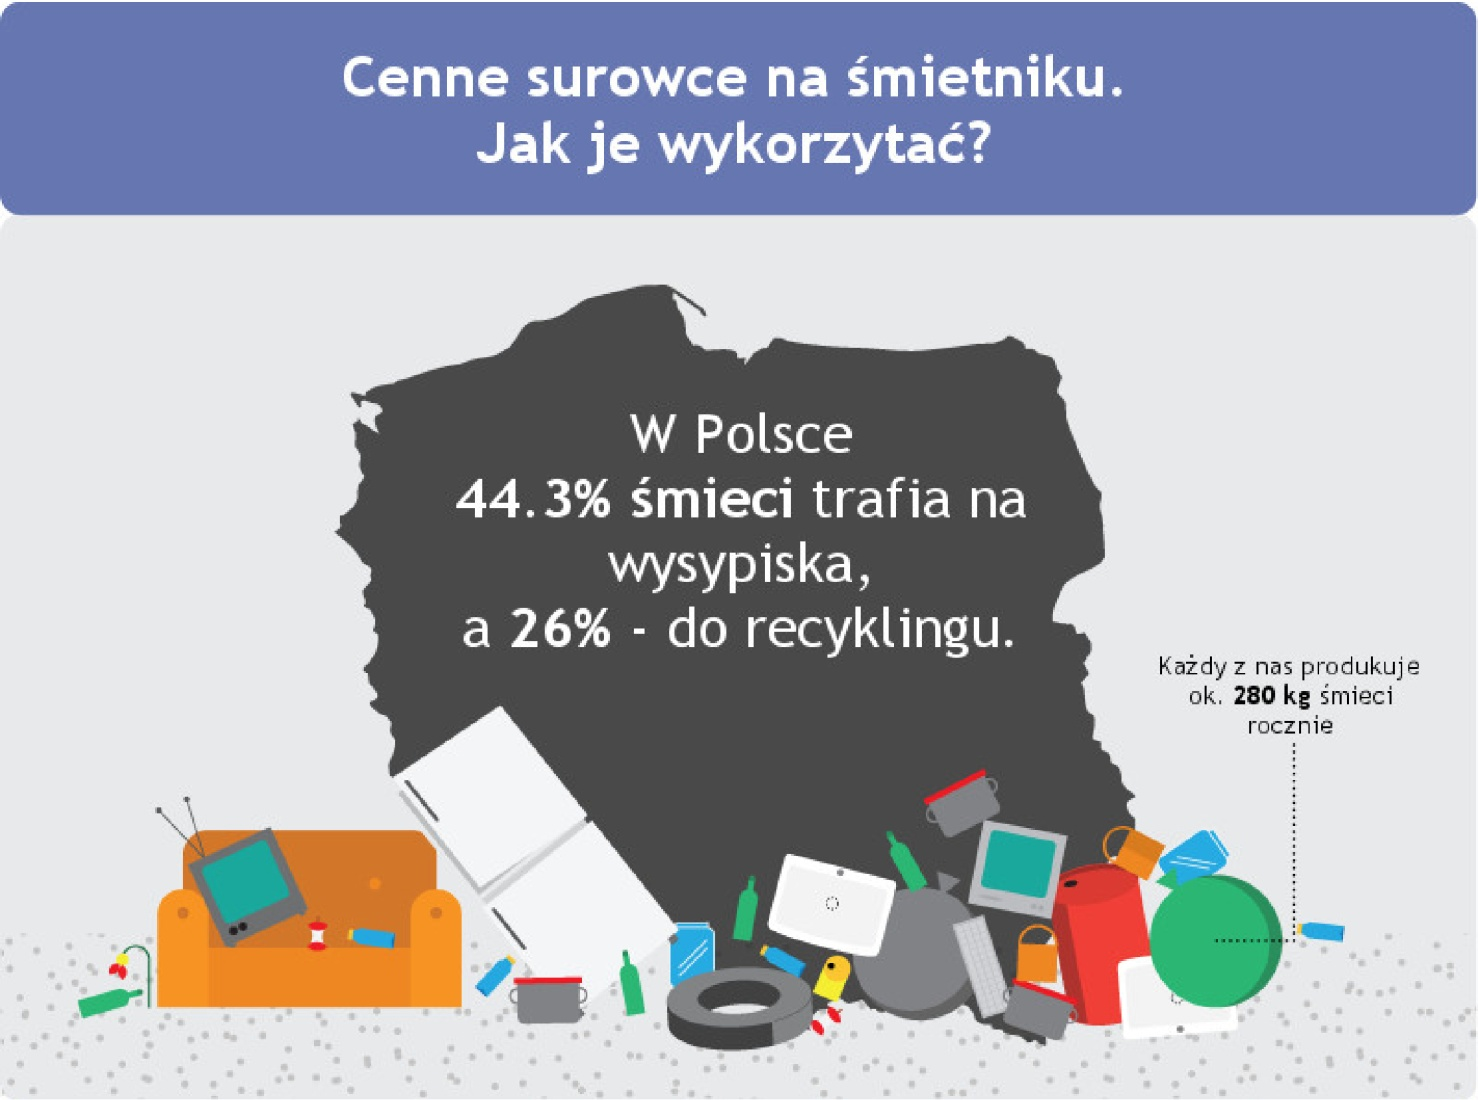 Cenne surowce na śmietniku.
Jak je wykorzytać?
W Polsce
44.3% śmieci trafia na
wysypiska,
a 26% - do recyklingu.
Każdy z nas produkuje
ok. 280 kg śmieci
rocznie